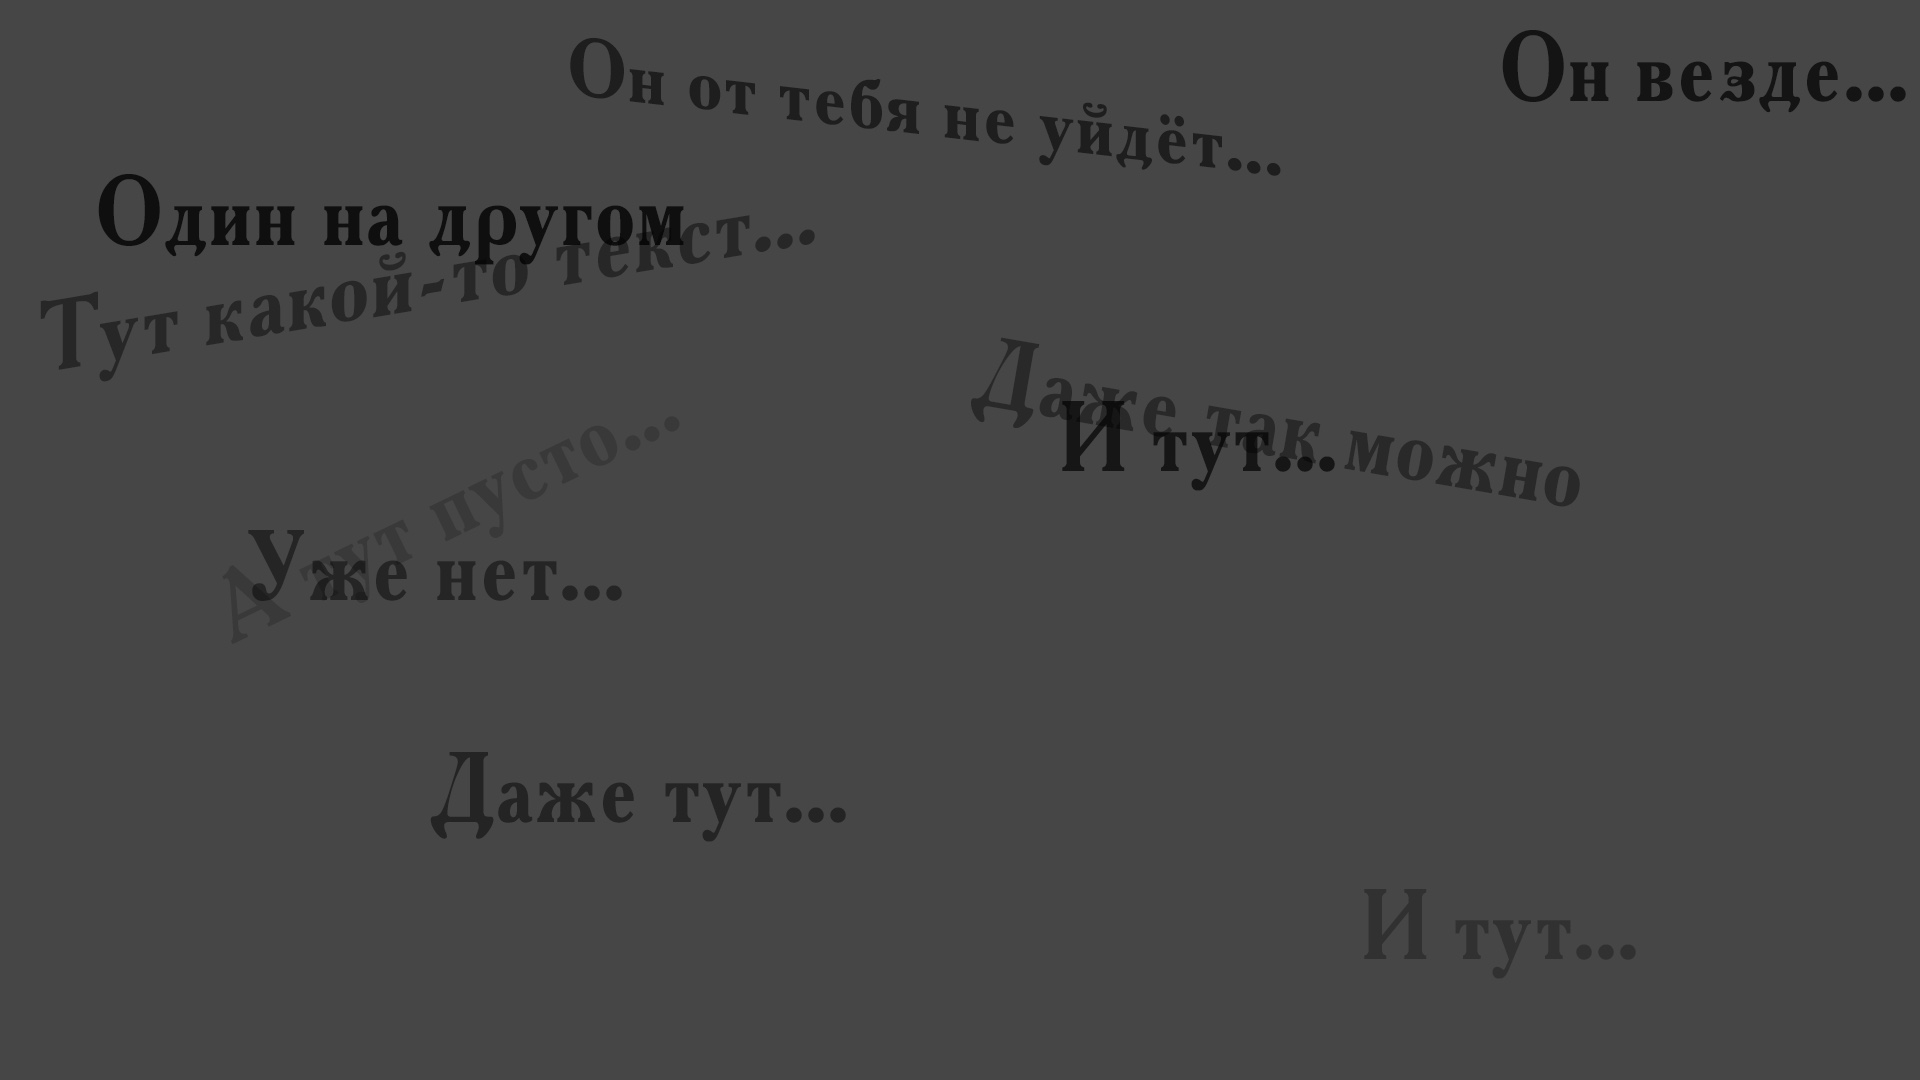 Он везде...
Он от тебя не уйдёт...
Один на другом
Тут какой-то текст...
Даже так можно
И тут...
А тут пусто...
Уже нет...
Даже тут...
И тут...